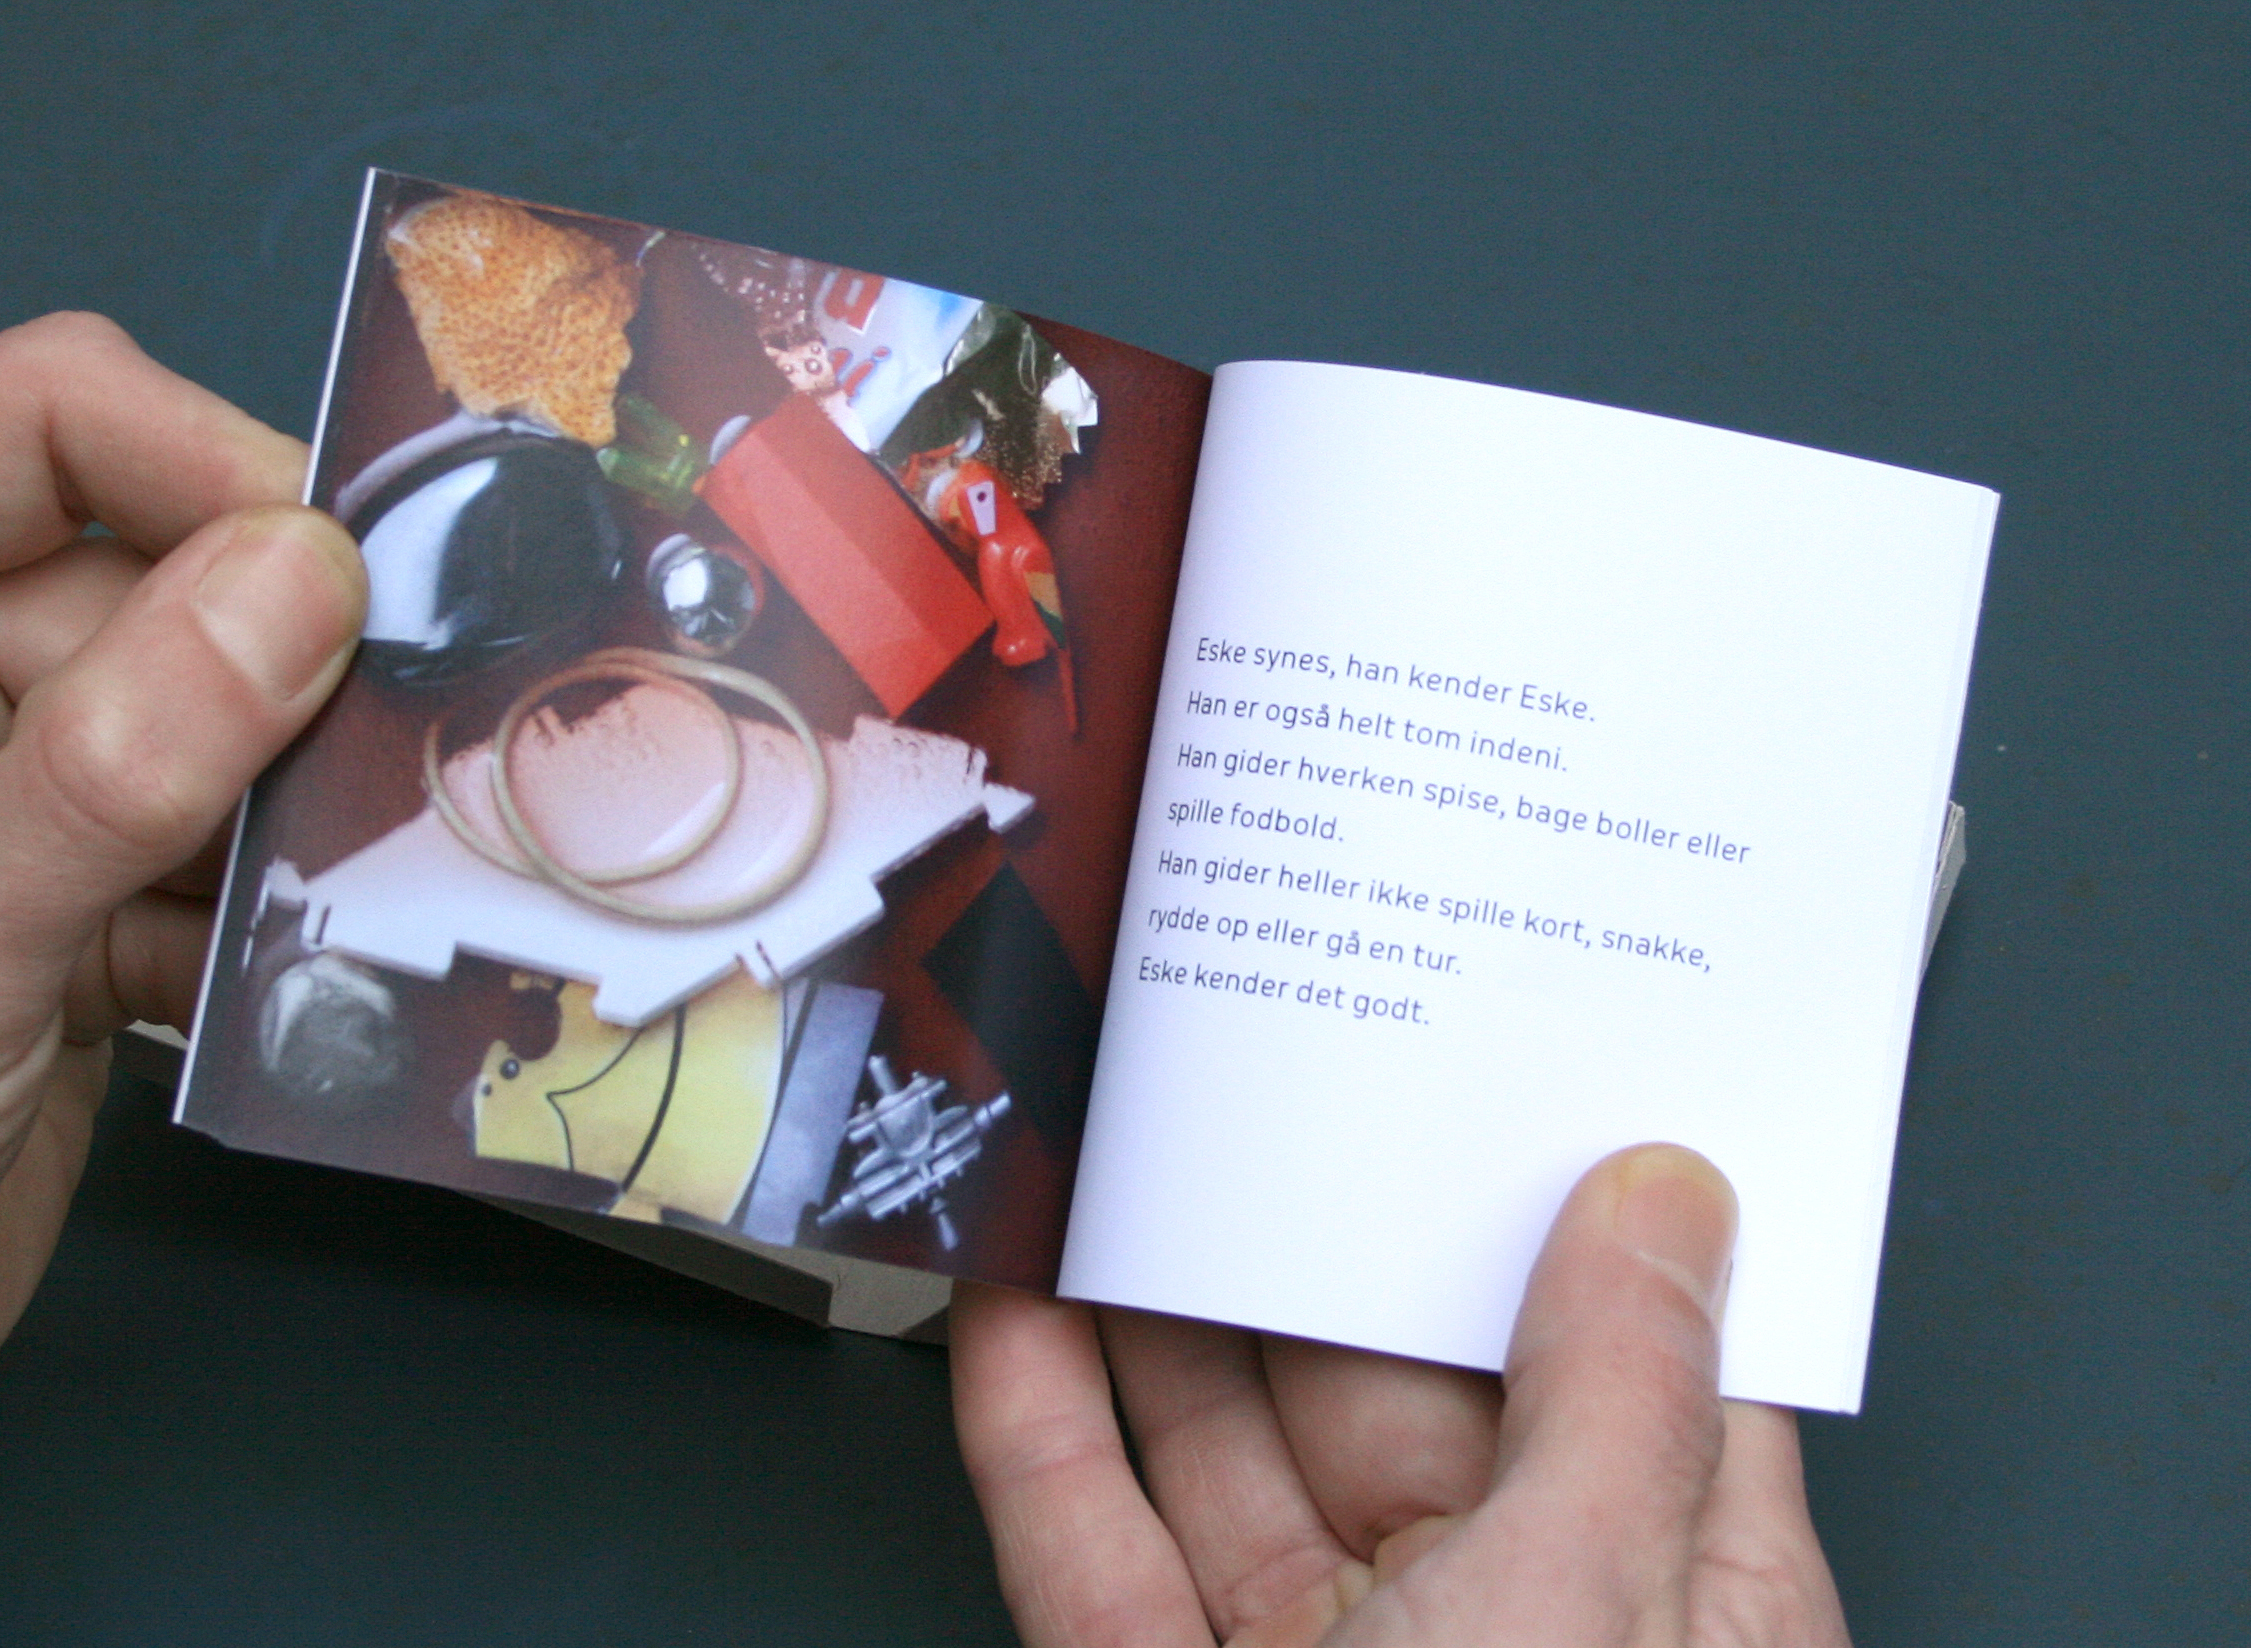 Eske synes, han kender Eske.
Han er også helt tom indeni.
Han gider hverken spise, bage boller eller
spille fodbold.
Han gider heller ikke spille kort, snakke,
rydde op eller gå en tur.
Eske kender det godt.